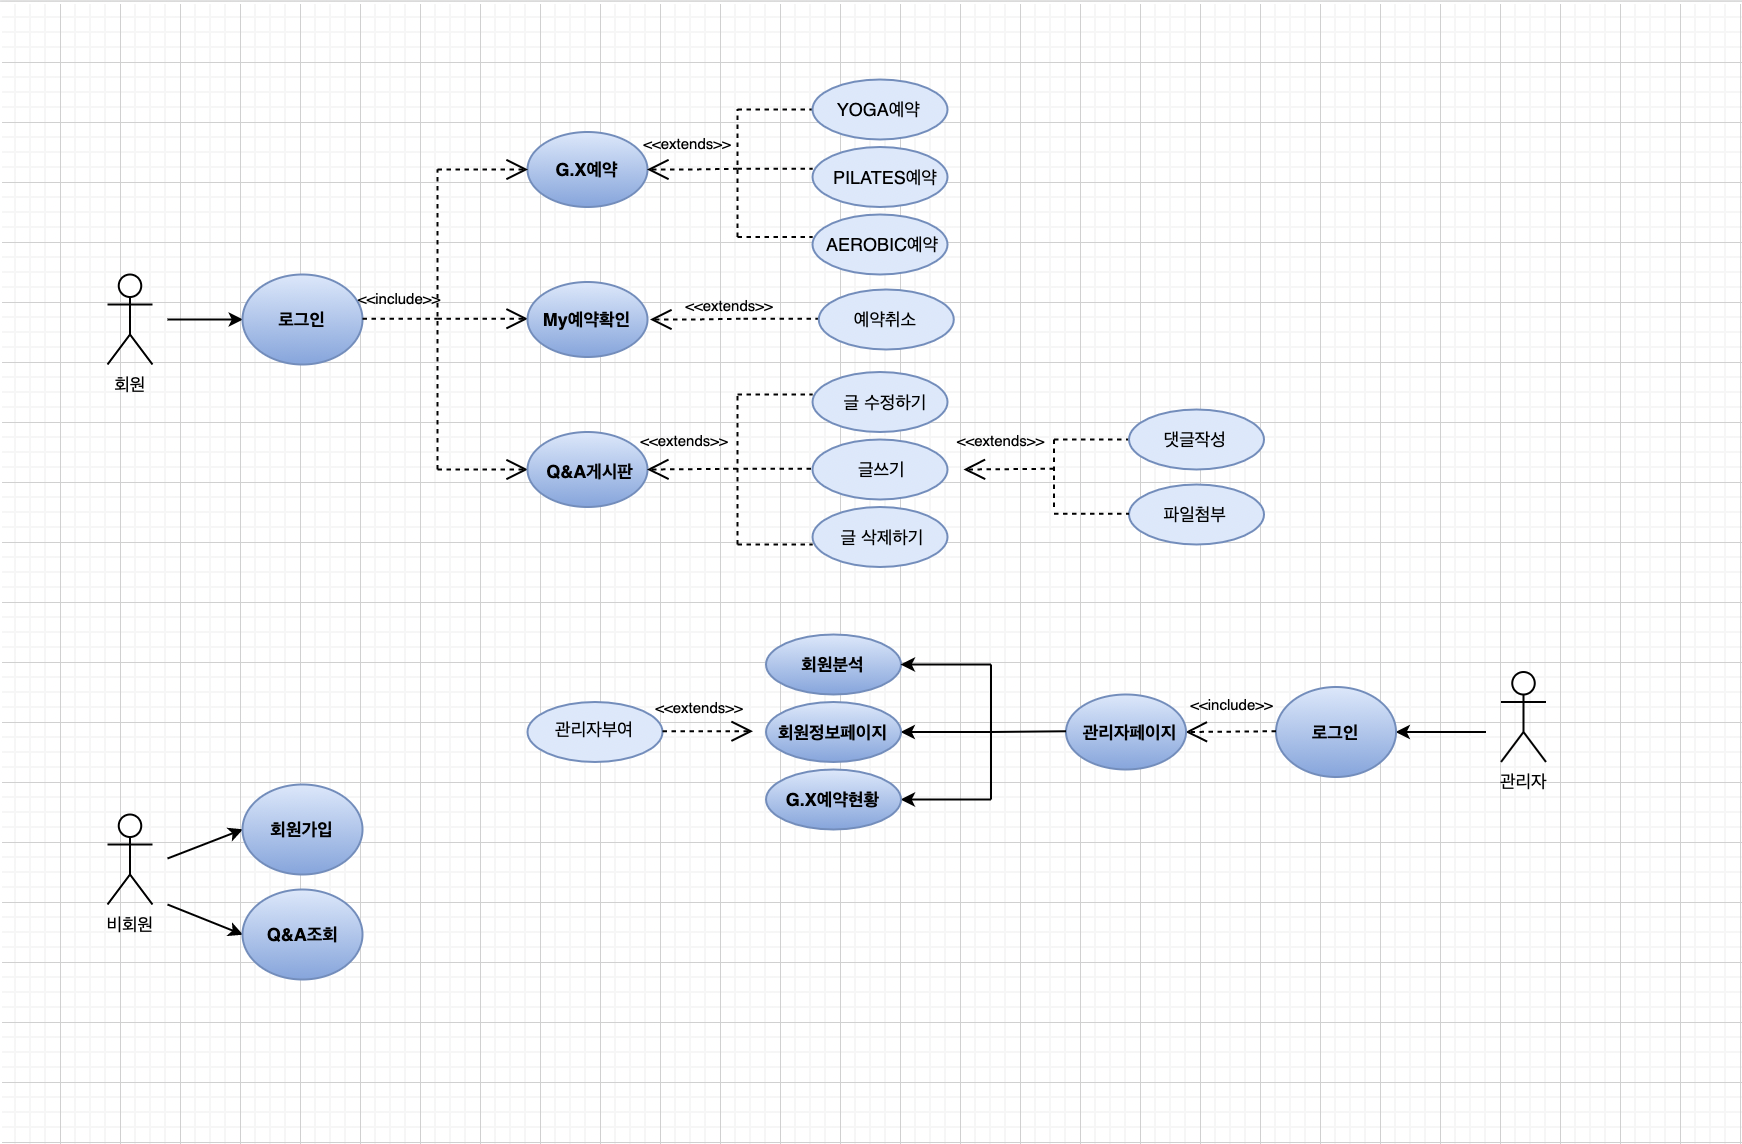 YOGA예약
<<extends>>
G.X예약
PILATES예약
AEROBIC예약
<<include>>
<<extends>>
로그인
My예약확인
예약취소
회원
글 수정하기
<<extends>>
<<extends>>
댓글작성
Q&A게시판
글쓰기
파일첨부
글 삭제하기
회원분석
관리자부여
<<extends>>
회원정보페이지
관리자페이지
<<include>>
로그인
관리자
G.X예약현황
회원가입
비회원
Q&A조회